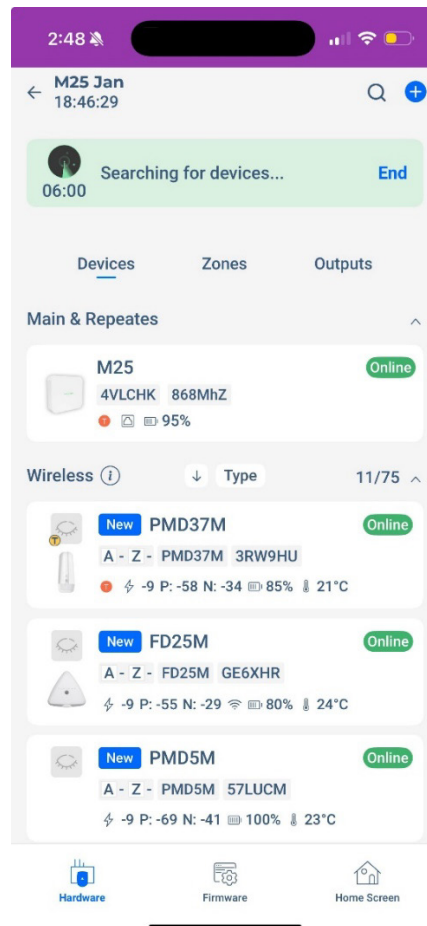 2:48
M25 Jan
18:46:29
06:00 Searching for devices... End
Devices Zones Outputs
Main & Repeates
M25 Online
4VLCHK 868MhZ
T 95%
Wireless i ↓ Type 11/75
New PMD37M Online
T
A - Z - PMD37M 3RW9HU
T -9 P: -58 N: -34 85% 21°C
New FD25M Online
A - Z - FD25M GE6XHR
-9 P: -55 N: -29 80% 24°C
New PMD5M Online
A - Z - PMD5M 57LUCM
-9 P: -69 N: -41 100% 23°C
Hardware Firmware Home Screen